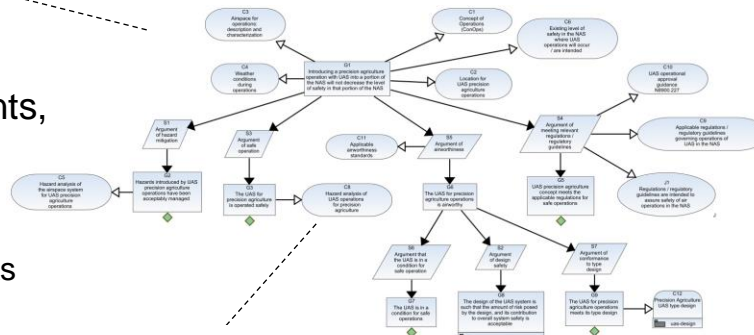 nts,
s
C3
Airspace for
operations:
description and
characterization
C1
Concept of
Operations
(ConOps)
C6
Existing level of
safety in the NAS
where UAS
operations will occur
/ are intended
G1
Introducing a precision agriculture
operation with UAS into a portion of
the NAS will not decrease the level
of safety in that portion of the NAS
C4
Weather
conditions
during
operations
C2
Location for
UAS precision
agriculture
operations
C10
UAS operational
approval
guidance
N8900.227
S1
Argument
of hazard
mitigation
S3
Argument
of safe
operation
C11
Applicable
airworthiness
standards
S5
Argument of
airworthiness
S4
Argument of
meeting relevant
regulations /
regulatory
guidelines
C9
Applicable regulations /
regulatory guidelines
governing operations of
UAS in the NAS
C5
Hazard analysis of
the airspace system
for UAS precision
agriculture
operations
G2
Hazards introduced by UAS
precision agriculture
operations have been
acceptably managed
G3
The UAS for
precision agriculture
is operated safely
C8
Hazard analysis of
UAS operations
for precision
agriculture
G6
The UAS for precision
agriculture operations
is airworthy
G5
UAS precision agriculture
concept meets the
applicable regulations for
safe operations
J1
Regulations / regulatory
guidelines are intended to
assure safety of air
operations in the NAS
J
S6
Argument that
the UAS is in a
condition for
safe operation
S2
Argument
of design
safety
S7
Argument of
conformance
to type
design
G7
The UAS is in a
condition for safe
operations
G8
The design of the UAS system is
such that the amount of risk posed
by the design, and its contribution
to overall system safety is
acceptable
G9
The UAS for precision
agriculture operations
meets its type design
C12
Precision Agriculture
UAS type design
uas-design